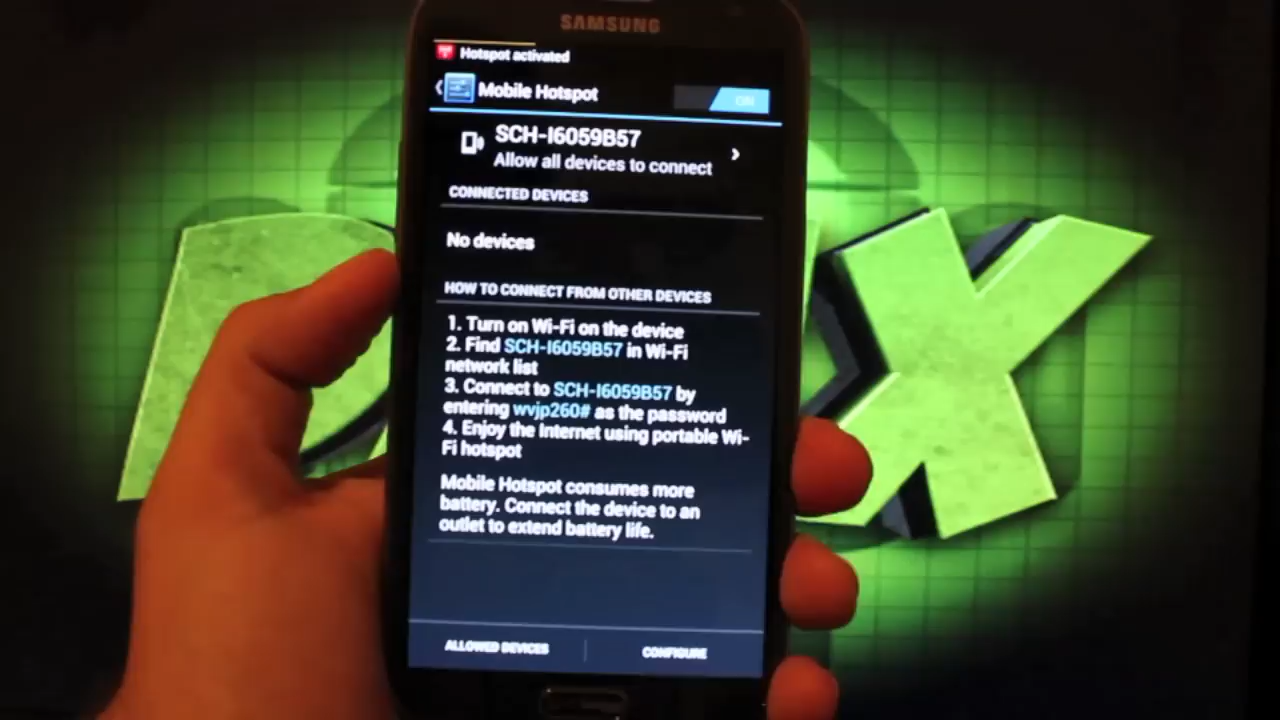 SAMSUNG
Hotspot activated
Mobile Hotspot
ON
SCH-I6059B57
Allow all devices to connect
CONNECTED DEVICES
No devices
HOW TO CONNECT FROM OTHER DEVICES
1. Turn on Wi-Fi on the device
2. Find SCH-I6059B57 in Wi-Fi
network list
3. Connect to SCH-I6059B57 by
entering wvjp260# as the password
4. Enjoy the Internet using portable Wi-
Fi hotspot
Mobile Hotspot consumes more
battery. Connect the device to an
outlet to extend battery life.
ALLOWED DEVICES
CONFIGURE